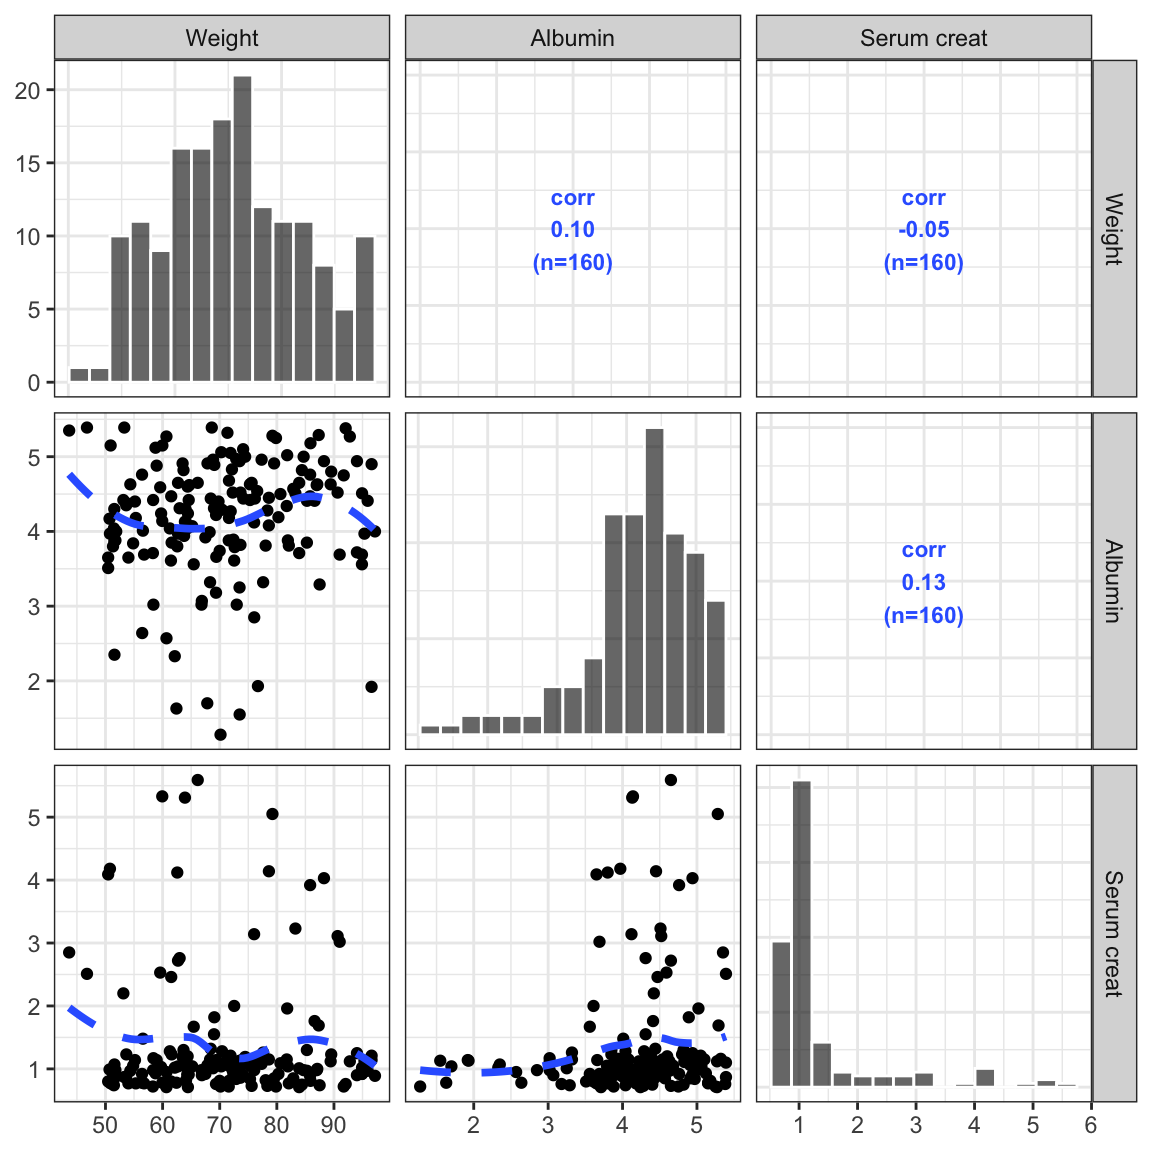 Weight Albumin Serum creat
20
15
10
5
0
corr
0.10
(n=160)
corr
-0.05
(n=160)
Weight
5
4
3
2
corr
0.13
(n=160)
Albumin
5
4
3
2
1
Serum creat
50 60 70 80 90 2 3 4 5 1 2 3 4 5 6